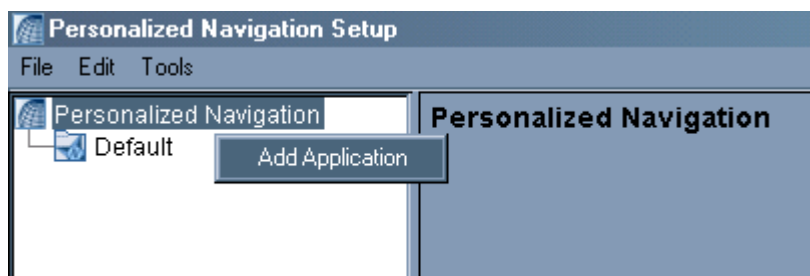 Personalized Navigation Setup
File Edit Tools
Personalized Navigation
Default
Add Application
Personalized Navigation